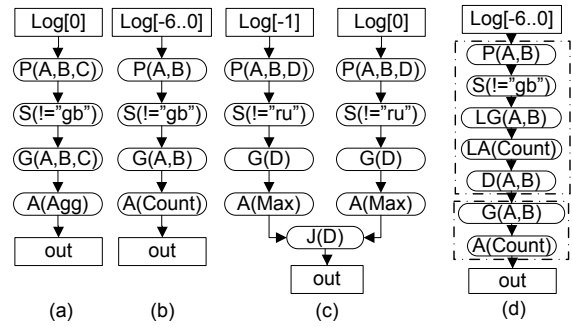 Log[0]
P(A,B,C)
S(!="gb")
G(A,B,C)
A(Agg)
out
(a)
Log[-6..0]
P(A,B)
S(!="gb")
G(A,B)
A(Count)
out
(b)
Log[-1]
P(A,B,D)
S(!="ru")
G(D)
A(Max)
Log[0]
P(A,B,D)
S(!="ru")
G(D)
A(Max)
J(D)
out
(c)
Log[-6..0]
P(A,B)
S(!="gb")
LG(A,B)
LA(Count)
D(A,B)
G(A,B)
A(Count)
out
(d)